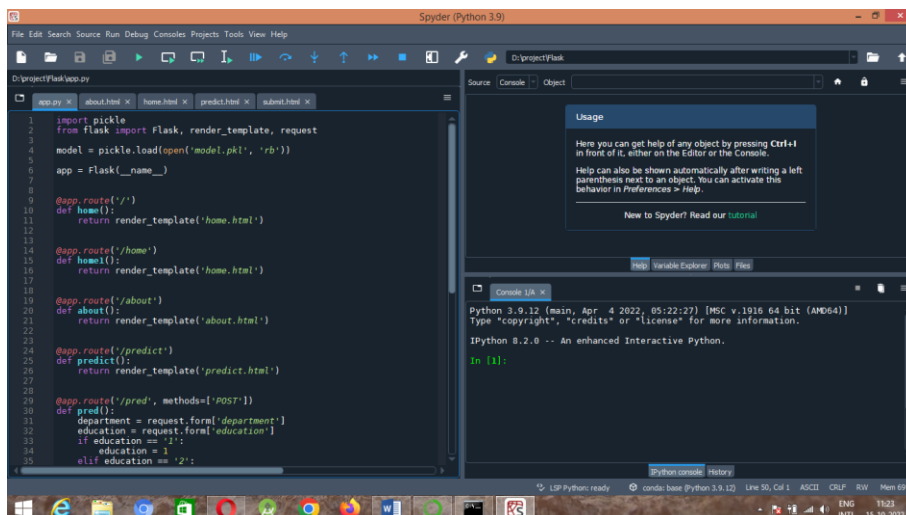 Spyder (Python 3.9)
File Edit Search Source Run Debug Consoles Projects Tools View Help
D:\project\Flask
D:\project\Flask\app.py
app.py about.html home.html predict.html submit.html
1 import pickle
2 from flask import Flask, render_template, request
3
4 model = pickle.load(open('model.pkl', 'rb'))
5
6 app = Flask(__name__)
7
8
9 @app.route('/')
10 def home():
11 return render_template('home.html')
12
13
14 @app.route('/home')
15 def home1():
16 return render_template('home.html')
17
18
19 @app.route('/about')
20 def about():
21 return render_template('about.html')
22
23
24 @app.route('/predict')
25 def predict():
26 return render_template('predict.html')
27
28
29 @app.route('/pred', methods=['POST'])
30 def pred():
31 department = request.form['department']
32 education = request.form['education']
33 if education == '1':
34 education = 1
35 elif education == '2':
Source Console Object
Usage
Here you can get help of any object by pressing Ctrl+I
in front of it, either on the Editor or the Console.
Help can also be shown automatically after writing a left
parenthesis next to an object. You can activate this
behavior in Preferences > Help.
New to Spyder? Read our tutorial
Help Variable Explorer Plots Files
Console 1/A
Python 3.9.12 (main, Apr 4 2022, 05:22:27) [MSC v.1916 64 bit (AMD64)]
Type "copyright", "credits" or "license" for more information.
IPython 8.2.0 -- An enhanced Interactive Python.
In [1]:
IPython console History
LSP Python: ready conda: base (Python 3.9.12) Line 50, Col 1 ASCII CRLF RW Mem 69
ENG 11:23
INTL 15-10-2022